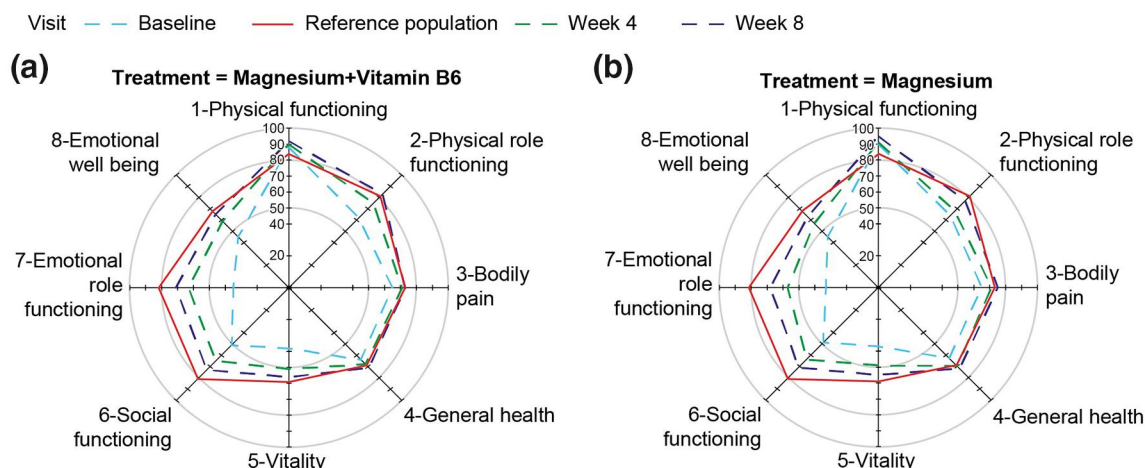 Visit Baseline Reference population Week 4 Week 8
(a)
Treatment = Magnesium+Vitamin B6
1-Physical functioning
8-Emotional
well being
2-Physical role
functioning
100
90
80
70
60
50
20
7-Emotional
role
functioning
3-Bodily
pain
6-Social
functioning
4-General health
5-Vitality
(b)
Treatment = Magnesium
1-Physical functioning
8-Emotional
well being
2-Physical role
functioning
100
90
80
70
60
50
20
7-Emotional
role
functioning
3-Bodily
pain
6-Social
functioning
4-General health
5-Vitality